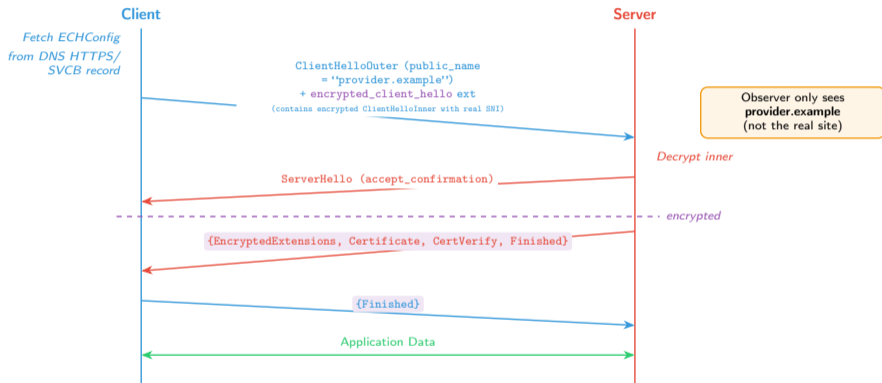 Client
Server
Fetch ECHConfig
from DNS HTTPS/
SVCB record
ClientHelloOuter (public_name
= "provider.example")
+ encrypted_client_hello ext
(contains encrypted ClientHelloInner with real SNI)
Observer only sees
provider.example
(not the real site)
Decrypt inner
ServerHello (accept_confirmation)
encrypted
{EncryptedExtensions, Certificate, CertVerify, Finished}
{Finished}
Application Data